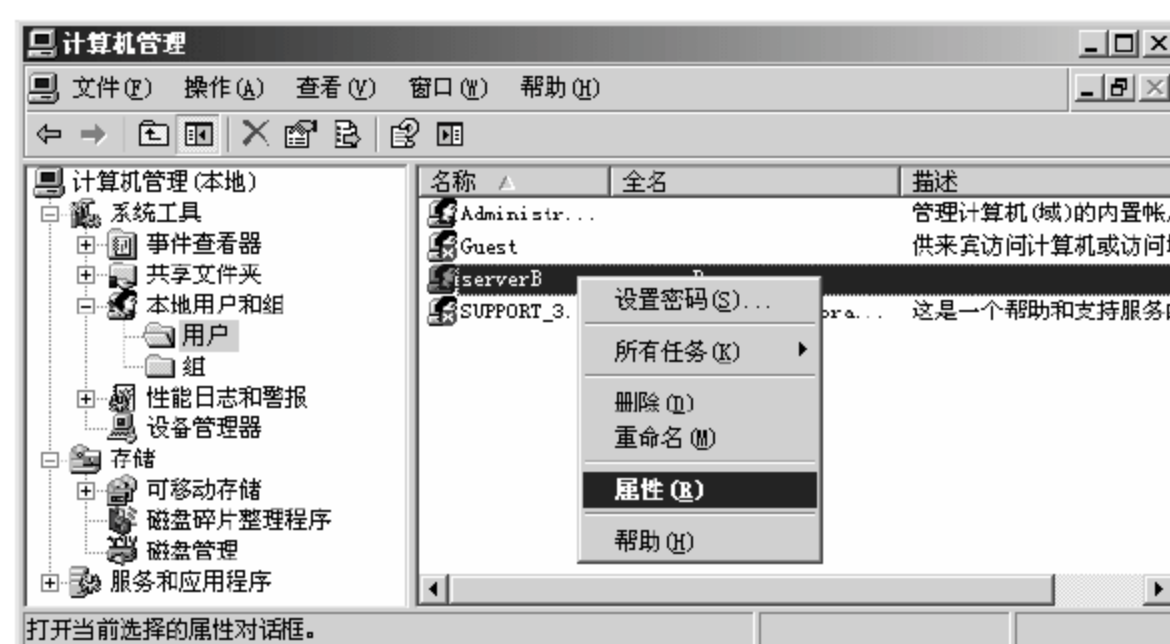 计算机管理
文件(F) 操作(A) 查看(V) 窗口(W) 帮助(H)
计算机管理(本地)
系统工具
事件查看器
共享文件夹
本地用户和组
用户
组
性能日志和警报
设备管理器
存储
可移动存储
磁盘碎片整理程序
磁盘管理
服务和应用程序
名称 全名 描述
Administr... 管理计算机(域)的内置帐
Guest 供来宾访问计算机或访问
serverB
SUPPORT_3. ora... 这是一个帮助和支持服务
设置密码(S)...
所有任务(K)
删除(D)
重命名(M)
属性(R)
帮助(H)
打开当前选择的属性对话框。